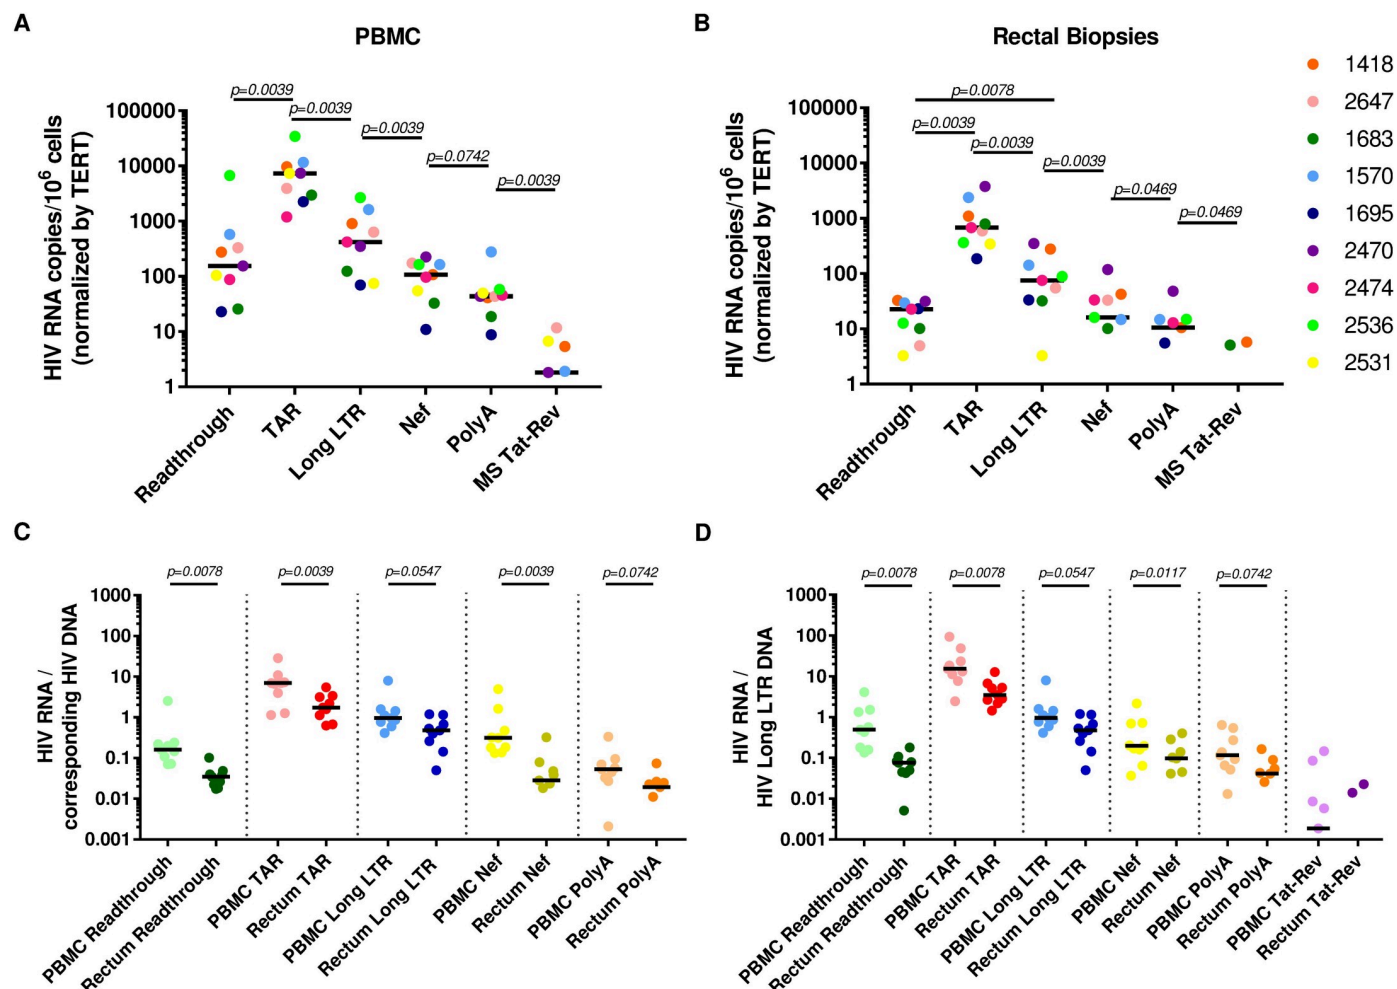 A
PBMC
HIV RNA copies/10⁶ cells
(normalized by TERT)
100000
10000
1000
100
10
1
p=0.0039
p=0.0039
p=0.0039
p=0.0742
p=0.0039
Readthrough
TAR
Long LTR
Nef
PolyA
MS Tat-Rev
B
Rectal Biopsies
HIV RNA copies/10⁶ cells
(normalized by TERT)
100000
10000
1000
100
10
1
p=0.0078
p=0.0039
p=0.0039
p=0.0039
p=0.0469
p=0.0469
Readthrough
TAR
Long LTR
Nef
PolyA
MS Tat-Rev
1418
2647
1683
1570
1695
2470
2474
2536
2531
C
HIV RNA /
corresponding HIV DNA
1000
100
10
1
0.1
0.01
0.001
p=0.0078
p=0.0039
p=0.0547
p=0.0039
p=0.0742
PBMC Readthrough
Rectum Readthrough
PBMC TAR
Rectum TAR
PBMC Long LTR
Rectum Long LTR
PBMC Nef
Rectum Nef
PBMC PolyA
Rectum PolyA
D
HIV RNA /
HIV Long LTR DNA
1000
100
10
1
0.1
0.01
0.001
p=0.0078
p=0.0078
p=0.0547
p=0.0117
p=0.0742
PBMC Readthrough
Rectum Readthrough
PBMC TAR
Rectum TAR
PBMC Long LTR
Rectum Long LTR
PBMC Nef
Rectum Nef
PBMC PolyA
Rectum PolyA
PBMC Tat-Rev
Rectum Tat-Rev